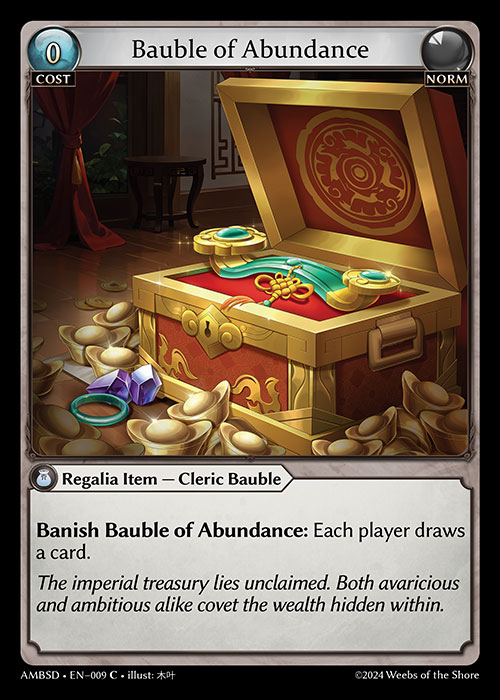 0
Bauble of Abundance
COST
NORM
Regalia Item — Cleric Bauble
Banish Bauble of Abundance: Each player draws
a card.
The imperial treasury lies unclaimed. Both avaricious
and ambitious alike covet the wealth hidden within.
AMBSD • EN-009 C • illust: 木叶
©2024 Weebs of the Shore